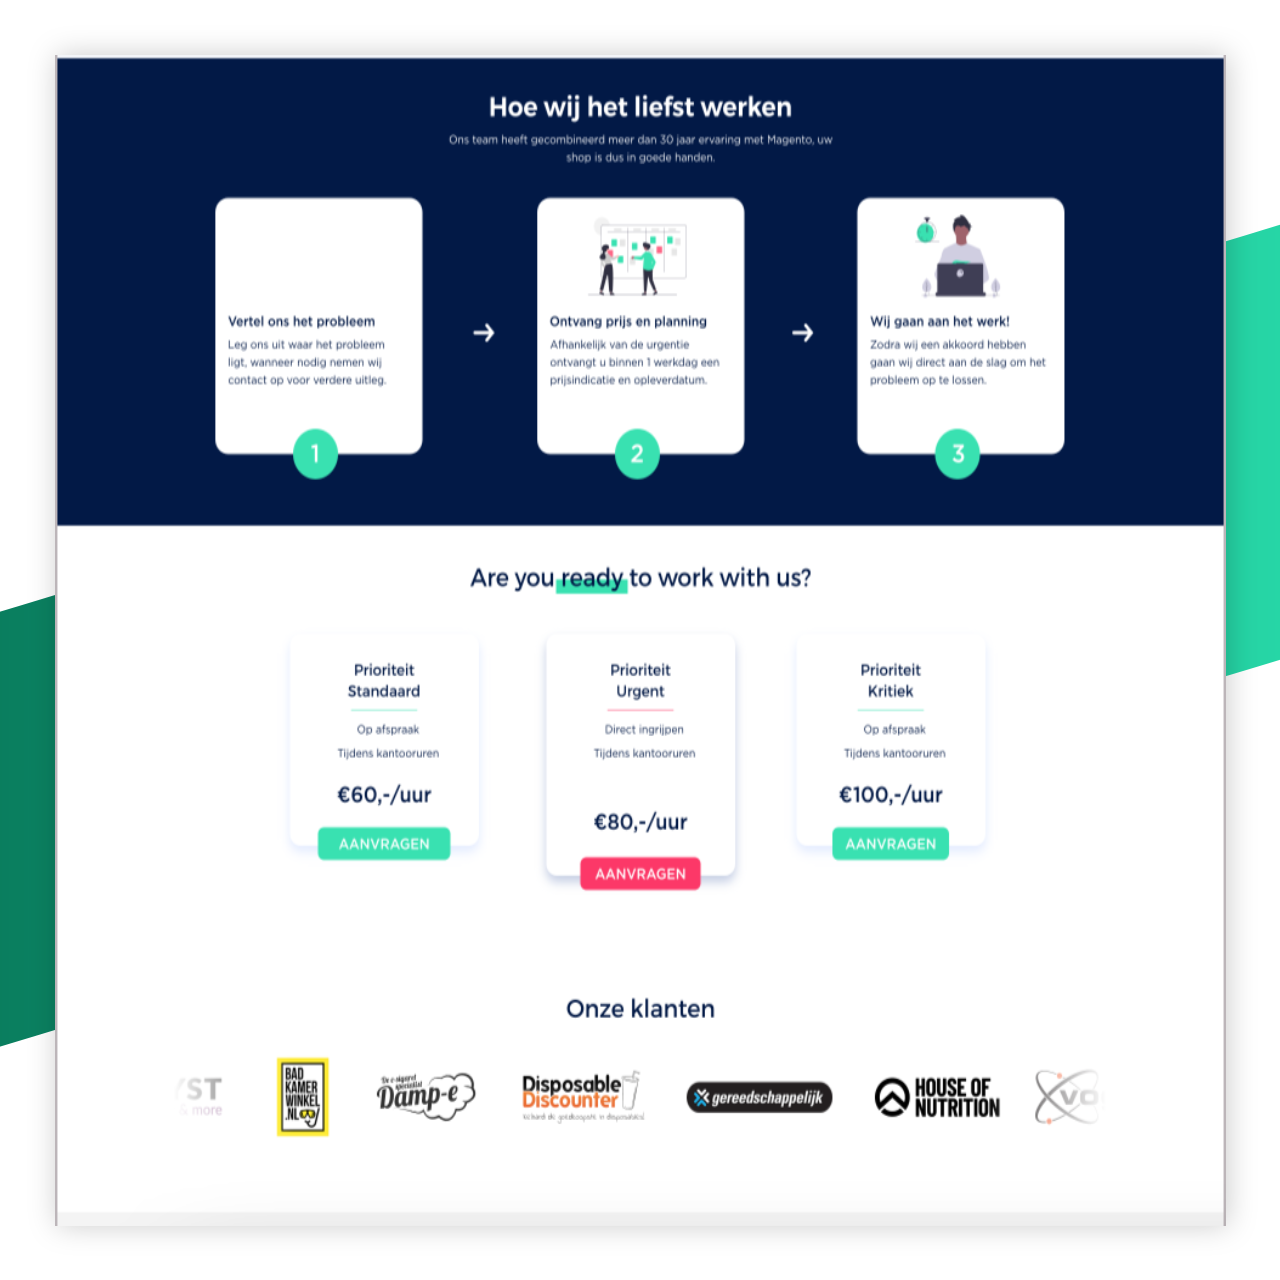 Hoe wij het liefst werken
Ons team heeft gecombineerd meer dan 30 jaar ervaring met Magento, uw
shop is dus in goede handen.
Vertel ons het probleem
Leg ons uit waar het probleem
ligt, wanneer nodig nemen wij
contact op voor verdere uitleg.
1
Ontvang prijs en planning
Afhankelijk van de urgentie
ontvangt u binnen 1 werkdag een
prijsindicatie en opleverdatum.
2
Wij gaan aan het werk!
Zodra wij een akkoord hebben
gaan wij direct aan de slag om het
probleem op te lossen.
3
Are you ready to work with us?
Prioriteit
Standaard
Op afspraak
Tijdens kantooruren
€60,-/uur
AANVRAGEN
Prioriteit
Urgent
Direct ingrijpen
Tijdens kantooruren
€80,-/uur
AANVRAGEN
Prioriteit
Kritiek
Op afspraak
Tijdens kantooruren
€100,-/uur
AANVRAGEN
Onze klanten
YST
& more
BAD
KAMER
WINKEL
.NL
De e-sigaret
specialist
Damp-e
Disposable
Discounter
gereedschappelijk
HOUSE OF
NUTRITION
VO